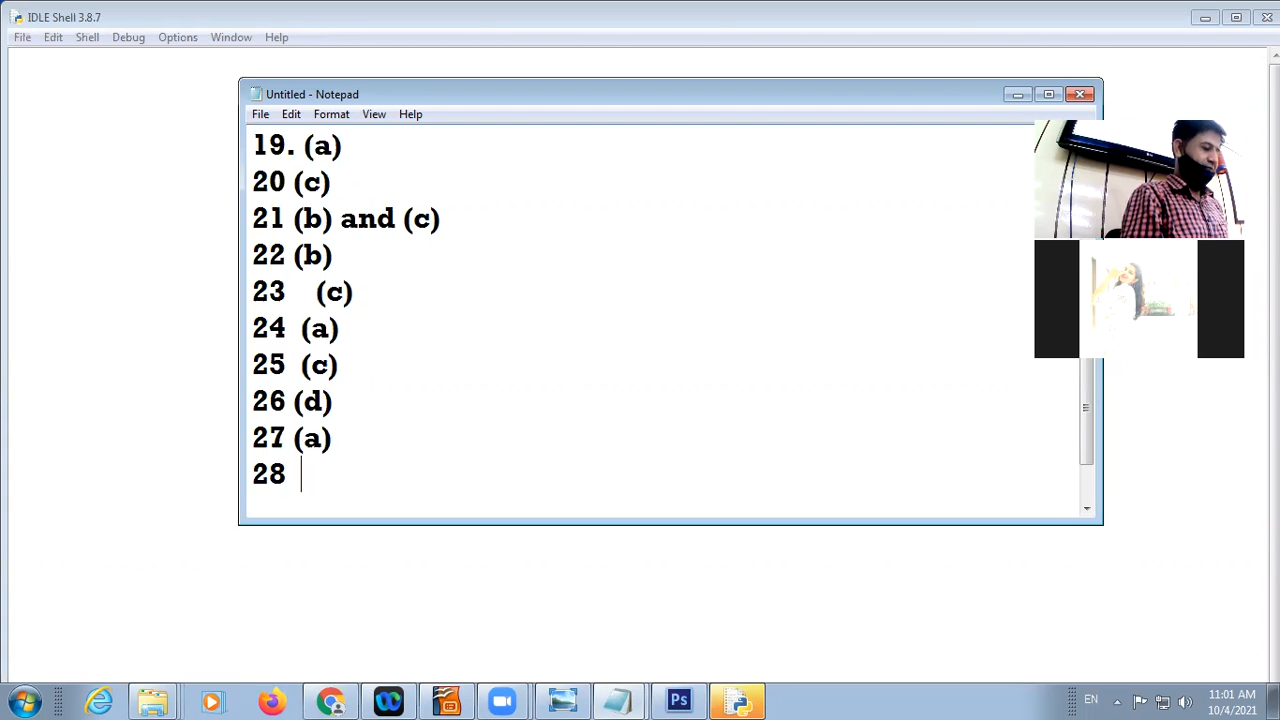 IDLE Shell 3.8.7
File Edit Shell Debug Options Window Help
Untitled - Notepad
File Edit Format View Help
19. (a)
20 (c)
21 (b) and (c)
22 (b)
23 (c)
24 (a)
25 (c)
26 (d)
27 (a)
28
Ps
EN
11:01 AM
10/4/2021